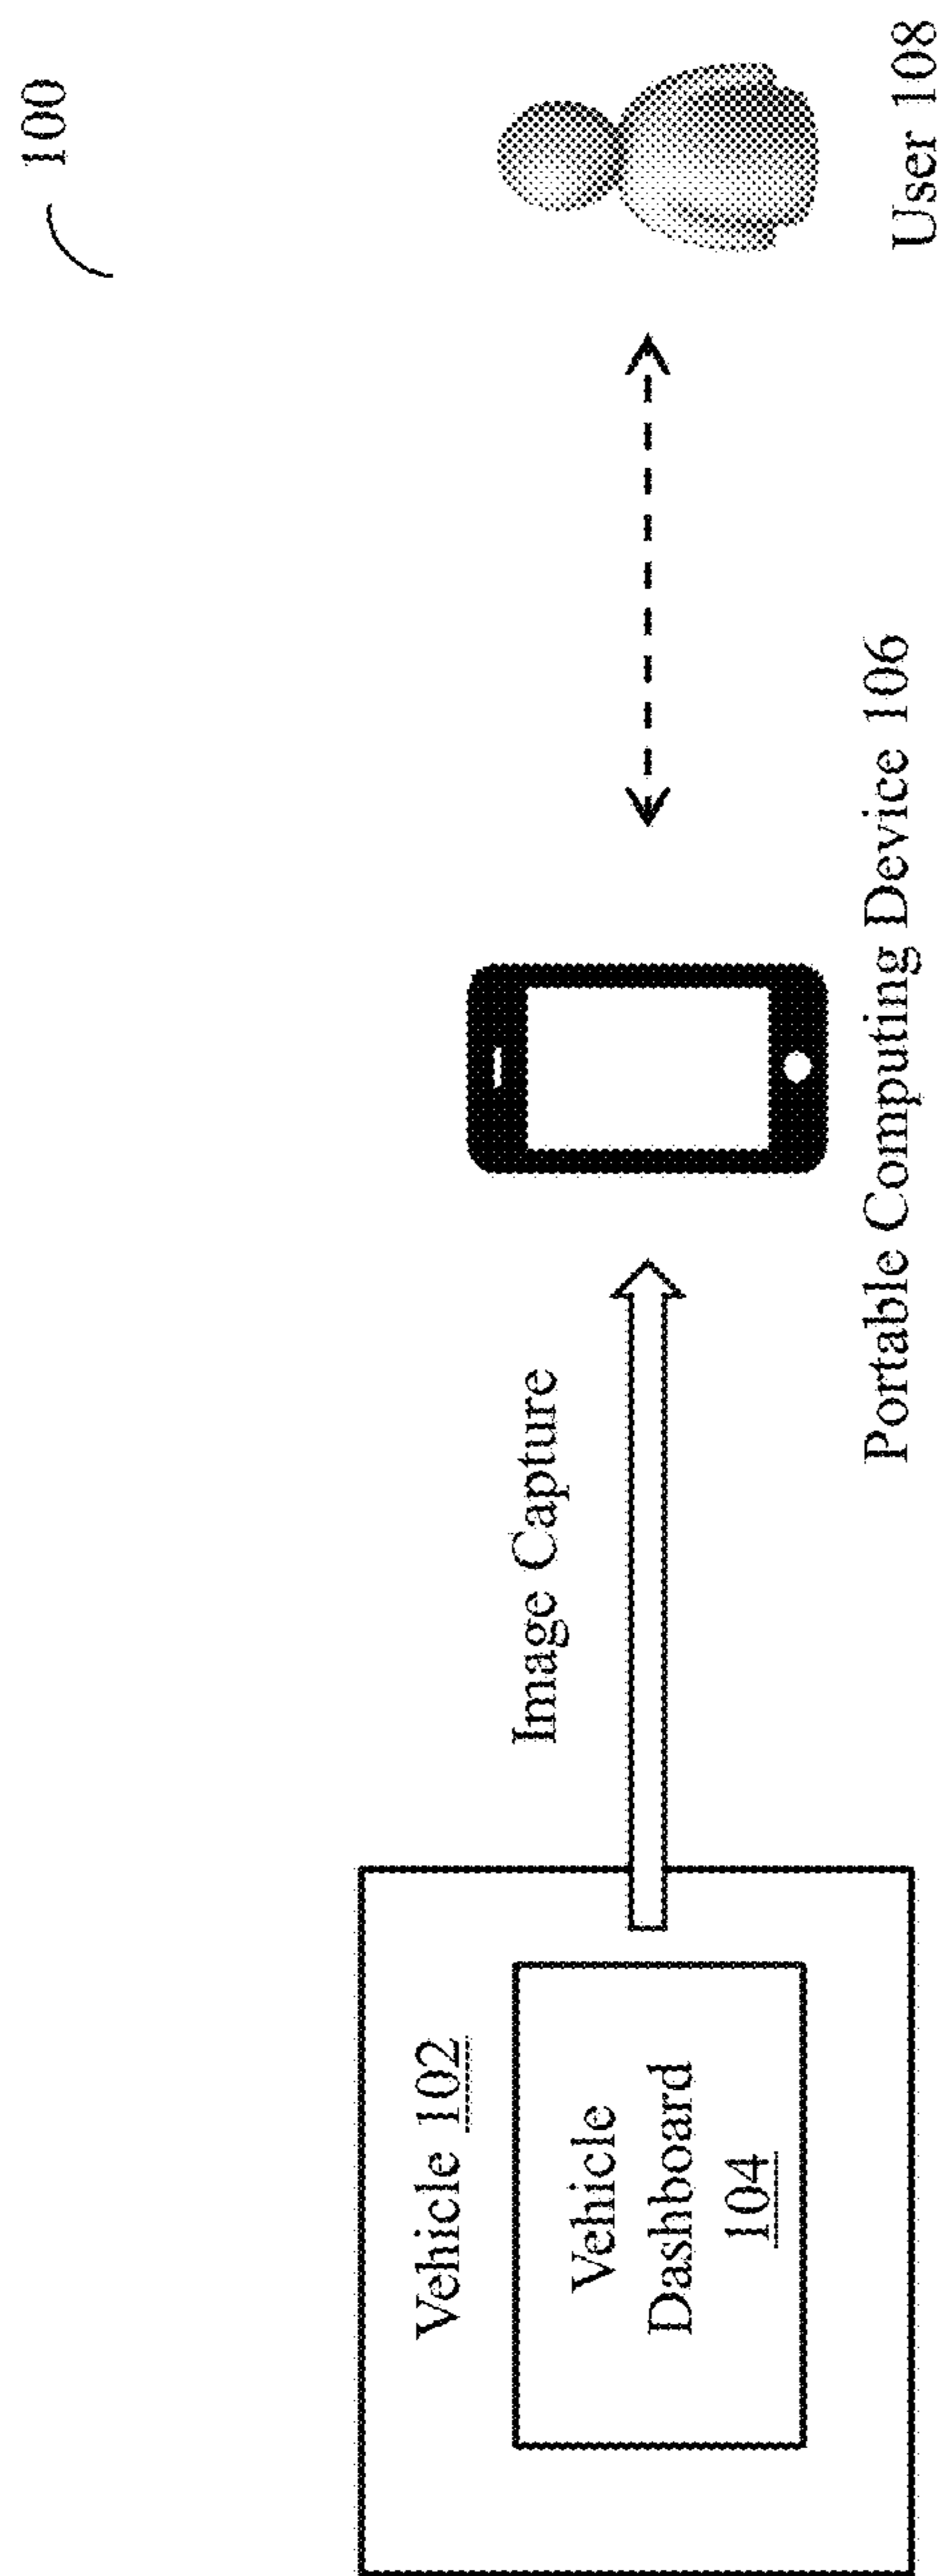 100
Vehicle 102
Vehicle
Dashboard
104
Image Capture
Portable Computing Device 106
User 108